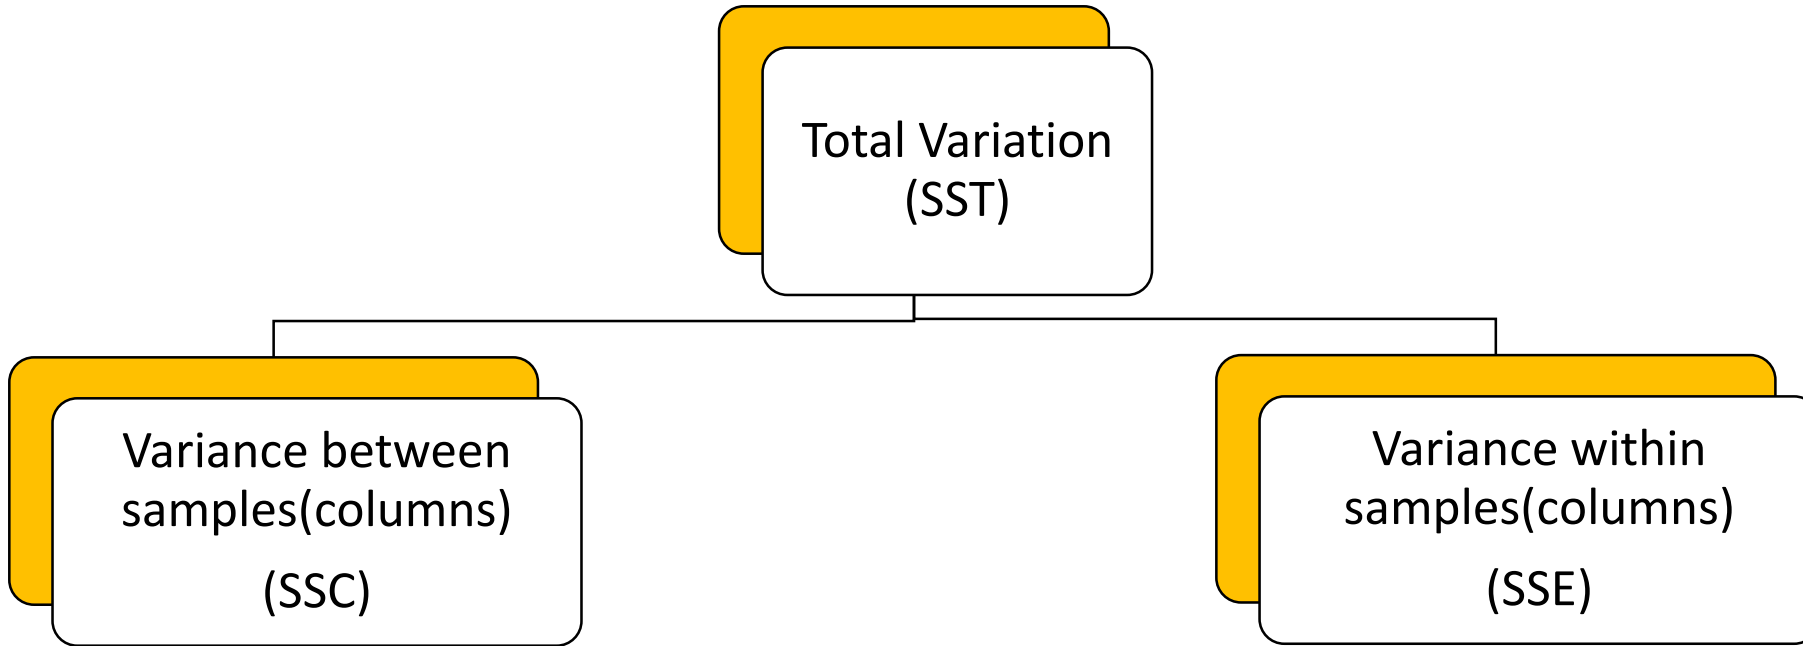 Total Variation
(SST)
Variance between
samples(columns)
(SSC)
Variance within
samples(columns)
(SSE)